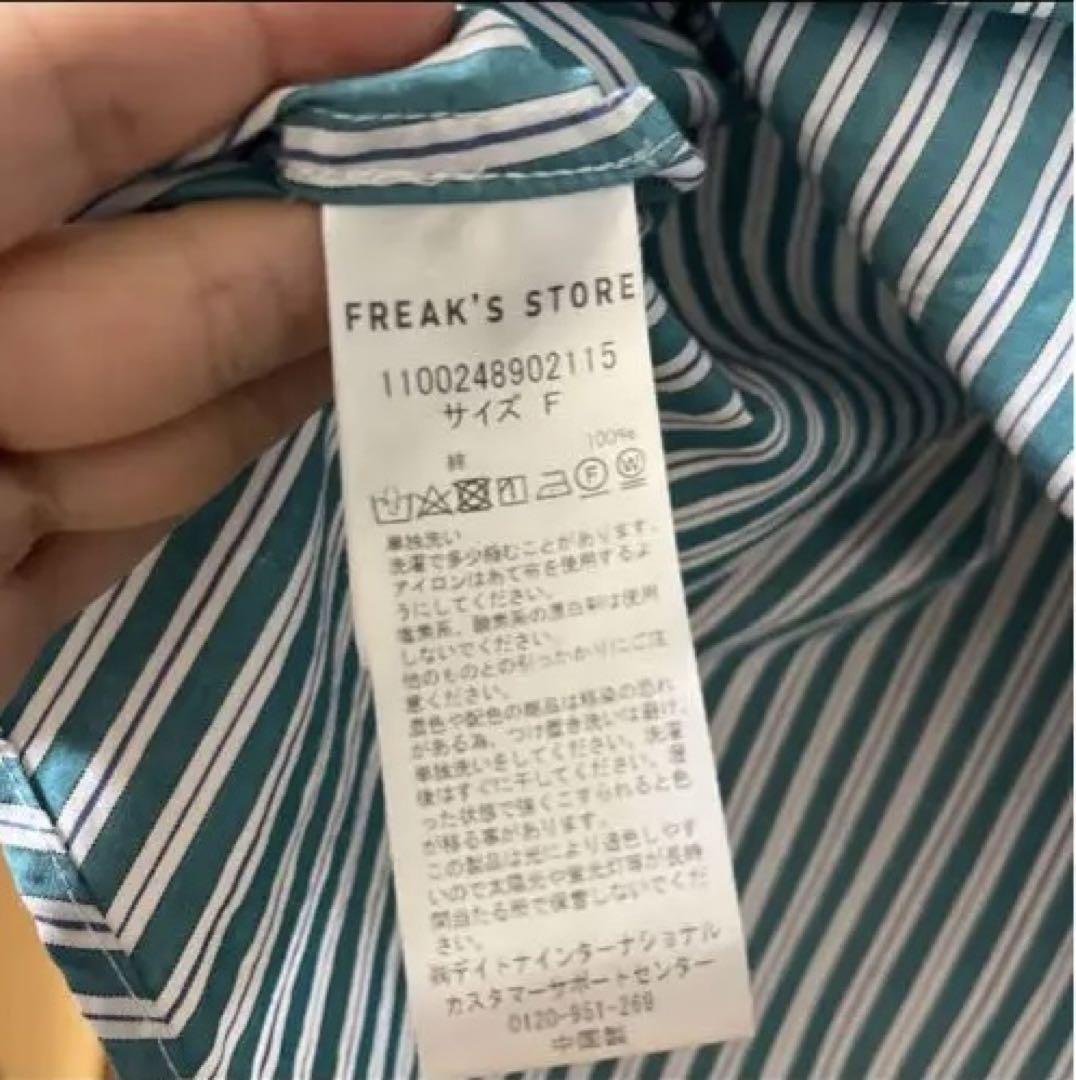 FREAK'S STORE
1100248902115
サイズ F
100%
綿
F W
単独洗い
洗濯で多少縮むことがあります。
アイロンはあて布を使用するよ
うにしてください。
塩素系、酸素系の漂白剤は使用
しないでください。
他のものとの引っかかりにご注
意ください。
濃色や配色の商品は移染の恐れ
がある為、つけ置き洗いは避け、
単独洗いをしてください。洗濯
後はすぐに干してください。湿
った状態で強くこすられると色
が移る事があります。
この製品は光により退色しやす
いので太陽光や蛍光灯等が長時
間当たる所で保管しないでくだ
さい。
㈱デイトナインターナショナル
カスタマーサポートセンター
0120-951-269
中国製